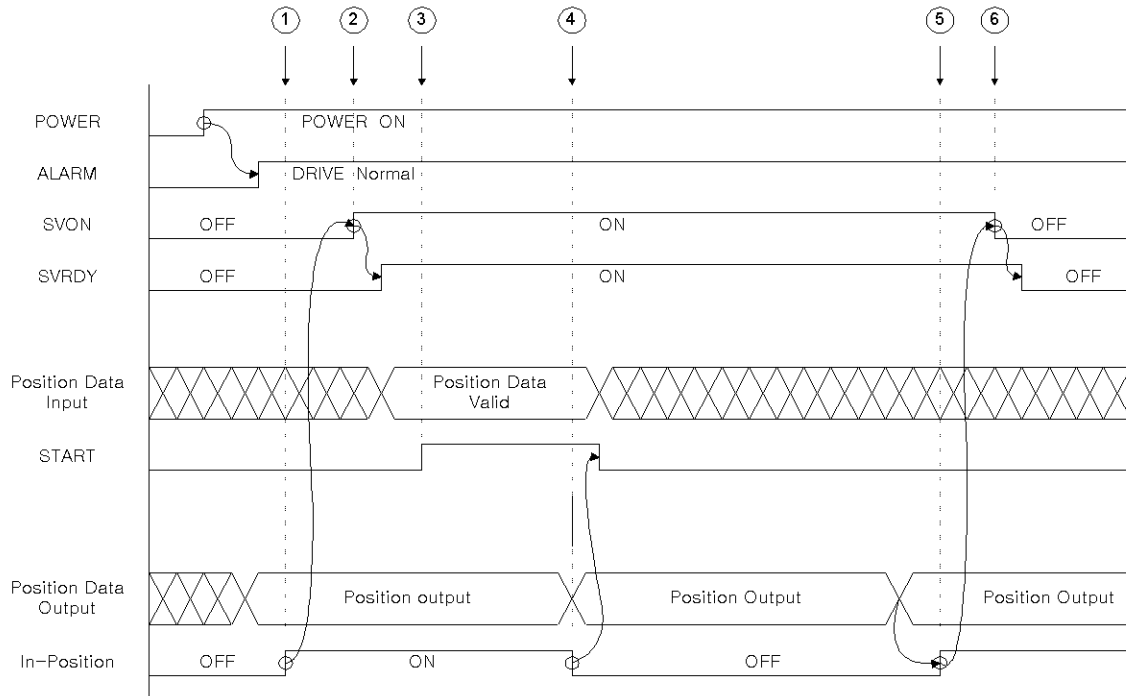 1 2 3 4 5 6
POWER POWER ON
ALARM DRIVE Normal
SVON OFF ON OFF
SVRDY OFF ON OFF
Position Data
Input
Position Data
Valid
START
Position Data
Output
Position output Position Output Position Output
In-Position OFF ON OFF